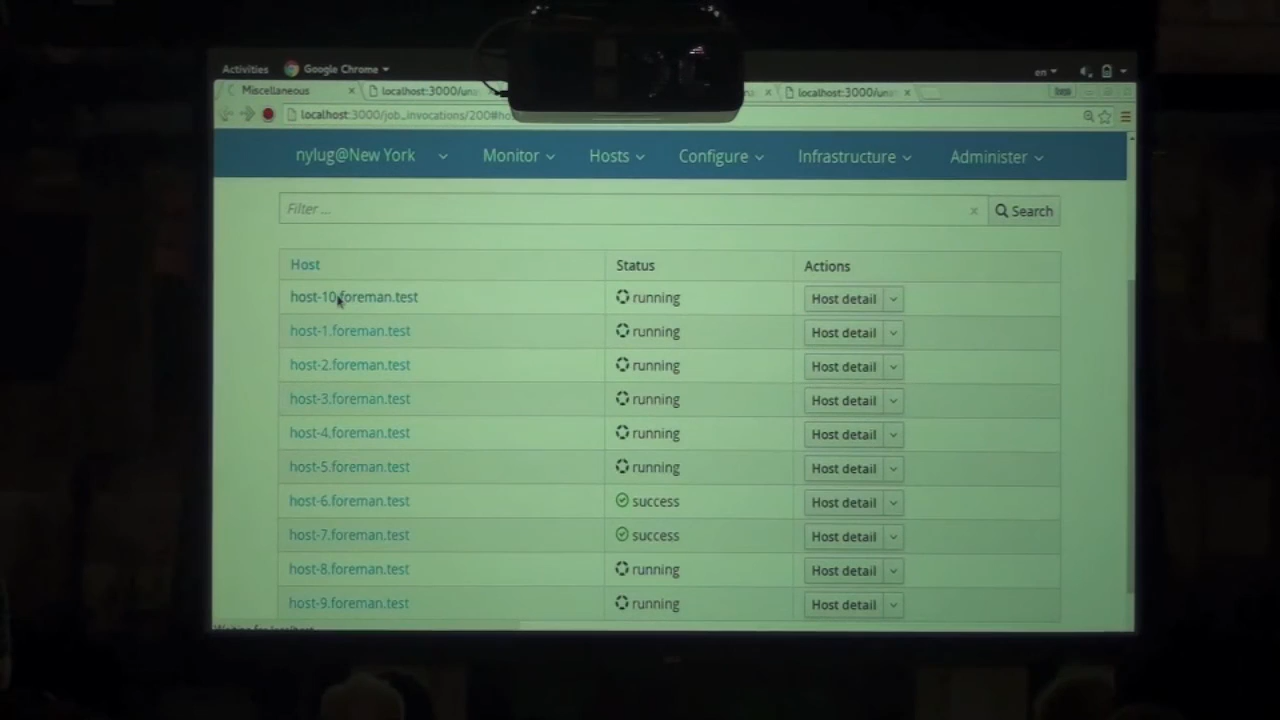 Activities Google Chrome en
Miscellaneous × localhost:3000/una × localhost:3000/una ×
localhost:3000/job_invocations/200#ho
nylug@New York Monitor Hosts Configure Infrastructure Administer
Filter ... × Search
Host Status Actions
host-10.foreman.test running Host detail
host-1.foreman.test running Host detail
host-2.foreman.test running Host detail
host-3.foreman.test running Host detail
host-4.foreman.test running Host detail
host-5.foreman.test running Host detail
host-6.foreman.test success Host detail
host-7.foreman.test success Host detail
host-8.foreman.test running Host detail
host-9.foreman.test running Host detail